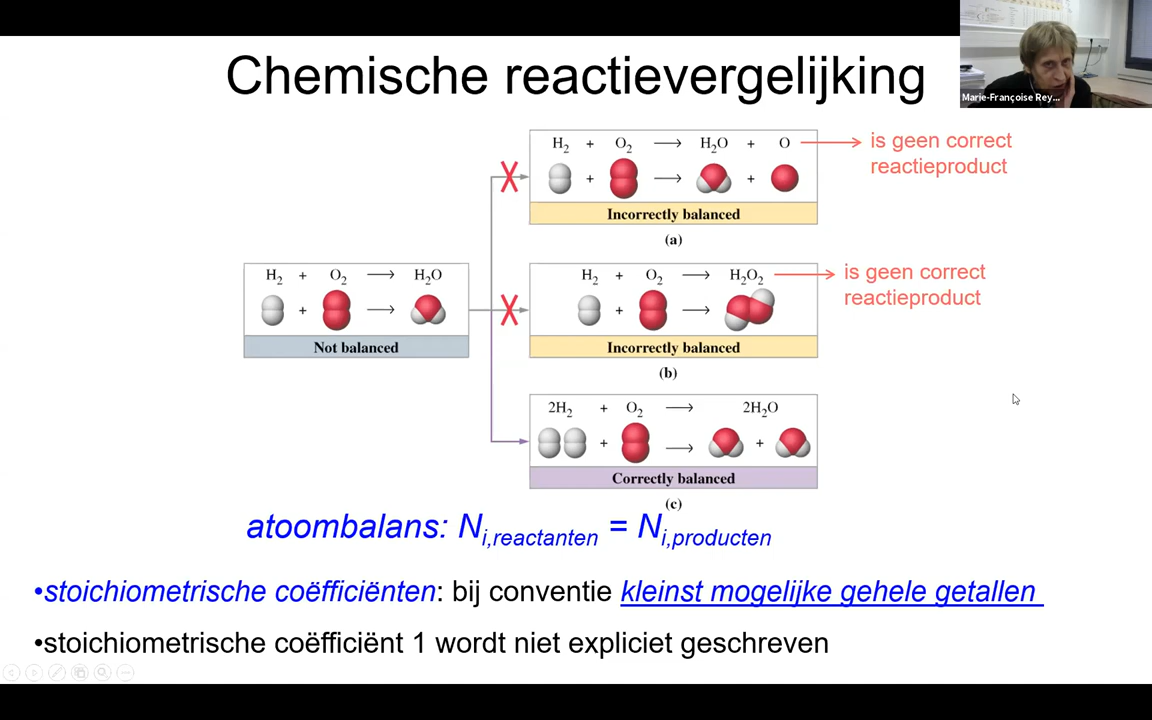 Chemische reactievergelijking
Marie-Françoise Rey...
H₂ + O₂ ⟶ H₂O + O
is geen correct
reactieproduct
+ ⟶ +
Incorrectly balanced
(a)
H₂ + O₂ ⟶ H₂O
+ ⟶
Not balanced
H₂ + O₂ ⟶ H₂O₂
is geen correct
reactieproduct
+ ⟶
Incorrectly balanced
(b)
2H₂ + O₂ ⟶ 2H₂O
+ ⟶ +
Correctly balanced
(c)
atoombalans: Nᵢ,reactanten = Nᵢ,producten
•stoichiometrische coëfficiënten: bij conventie kleinst mogelijke gehele getallen
•stoichiometrische coëfficiënt 1 wordt niet expliciet geschreven